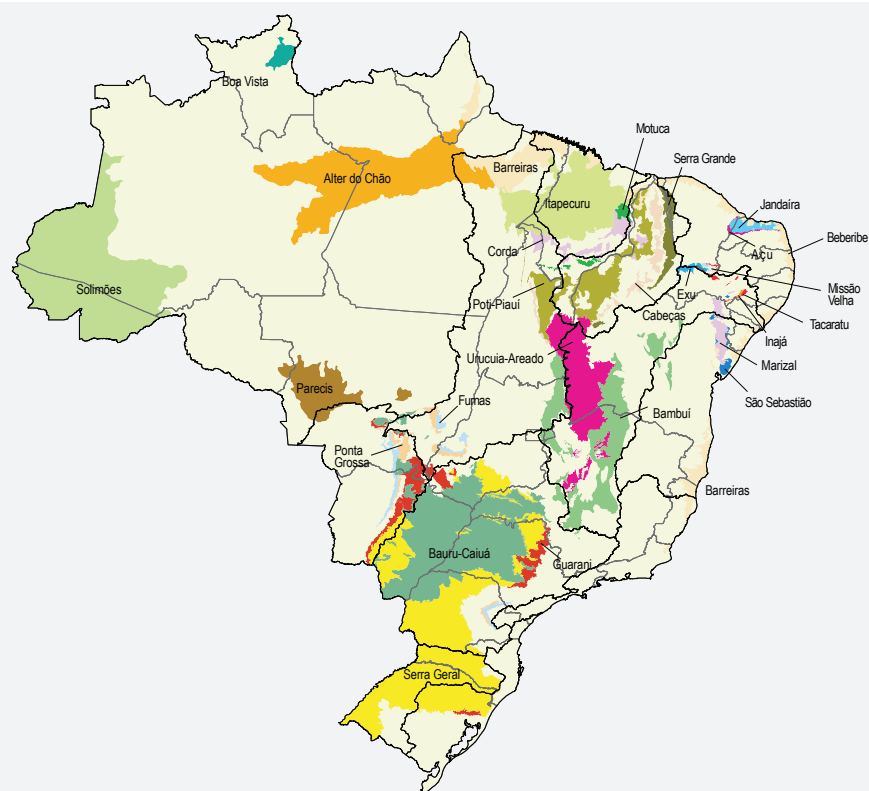 Boa Vista
Motuca
Serra Grande
Barreiras
Alter do Chão
Itapecuru
Jandaíra
Beberibe
Corda
Açu
Solimões
Poti-Piauí
Exu
Missão
Velha
Cabeças
Tacaratu
Inajá
Urucuia-Areado
Marizal
Parecis
São Sebastião
Furnas
Bambuí
Ponta
Grossa
Barreiras
Bauru-Caiuá
Guarani
Serra Geral